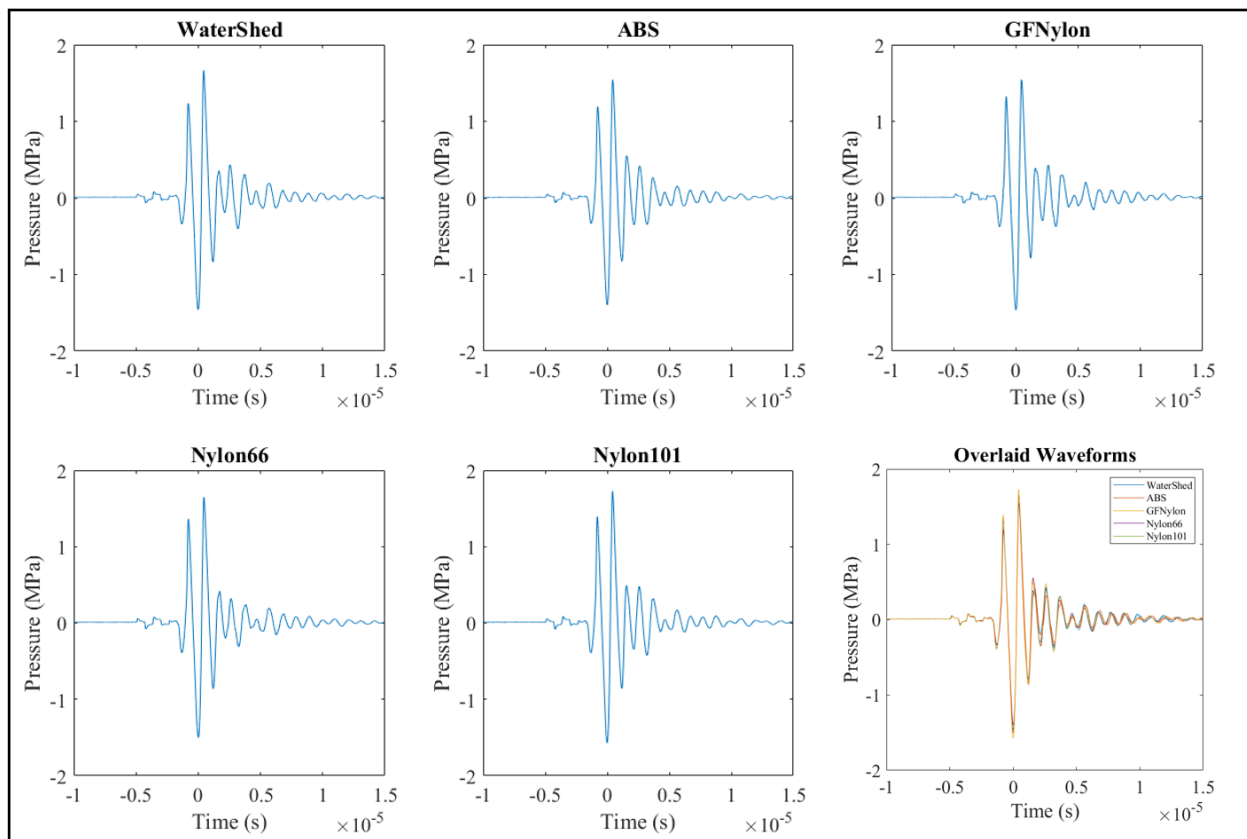 WaterShed
2
1
0
-1
-2
Pressure (MPa)
-1 -0.5 0 0.5 1 1.5
Time (s) ×10-5
ABS
2
1
0
-1
-2
Pressure (MPa)
-1 -0.5 0 0.5 1 1.5
Time (s) ×10-5
GFNylon
2
1
0
-1
-2
Pressure (MPa)
-1 -0.5 0 0.5 1 1.5
Time (s) ×10-5
Nylon66
2
1
0
-1
-2
Pressure (MPa)
-1 -0.5 0 0.5 1 1.5
Time (s) ×10-5
Nylon101
2
1
0
-1
-2
Pressure (MPa)
-1 -0.5 0 0.5 1 1.5
Time (s) ×10-5
Overlaid Waveforms
WaterShed
ABS
GFNylon
Nylon66
Nylon101
2
1
0
-1
-2
Pressure (MPa)
-1 -0.5 0 0.5 1 1.5
Time (s) ×10-5